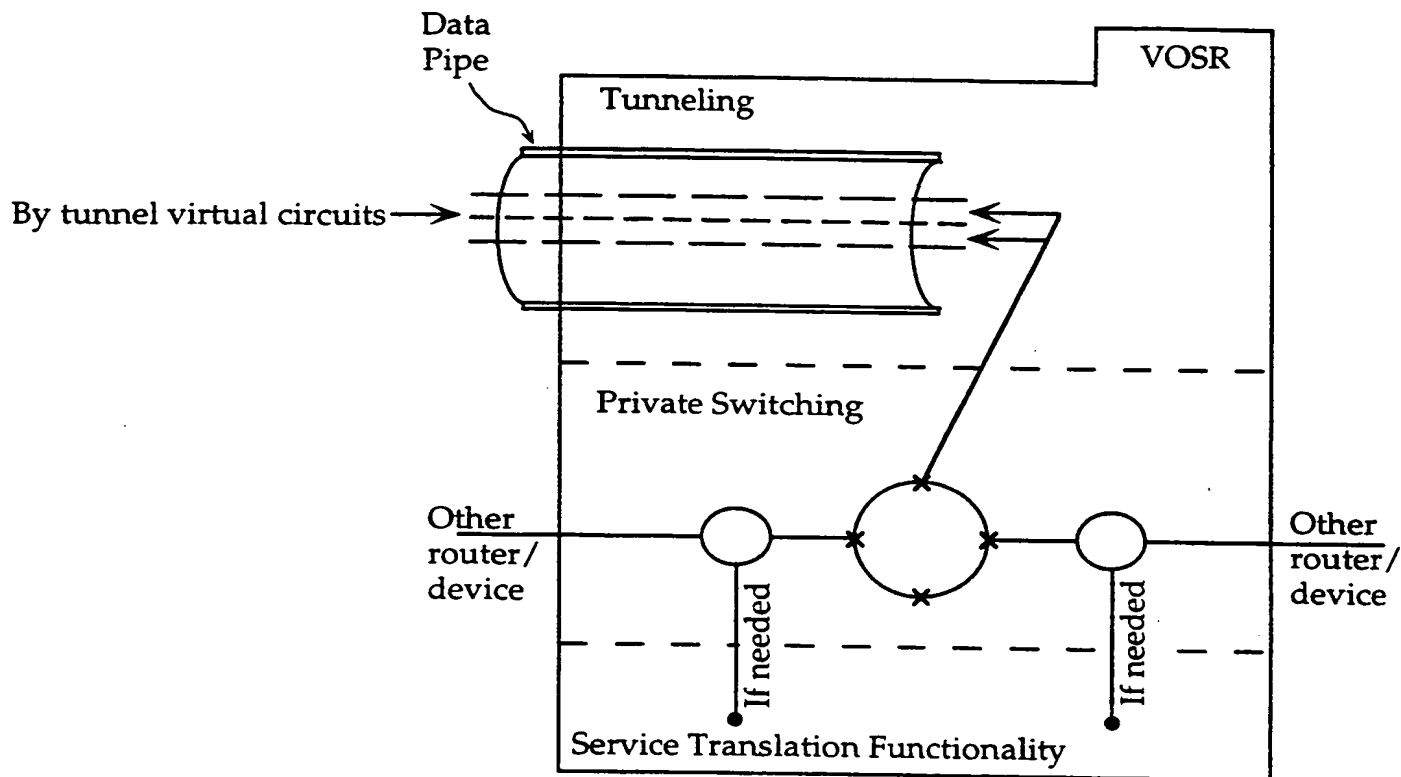 Data
Pipe
VOSR
Tunneling
By tunnel virtual circuits
Private Switching
Other
router/
device
If needed
If needed
Other
router/
device
Service Translation Functionality